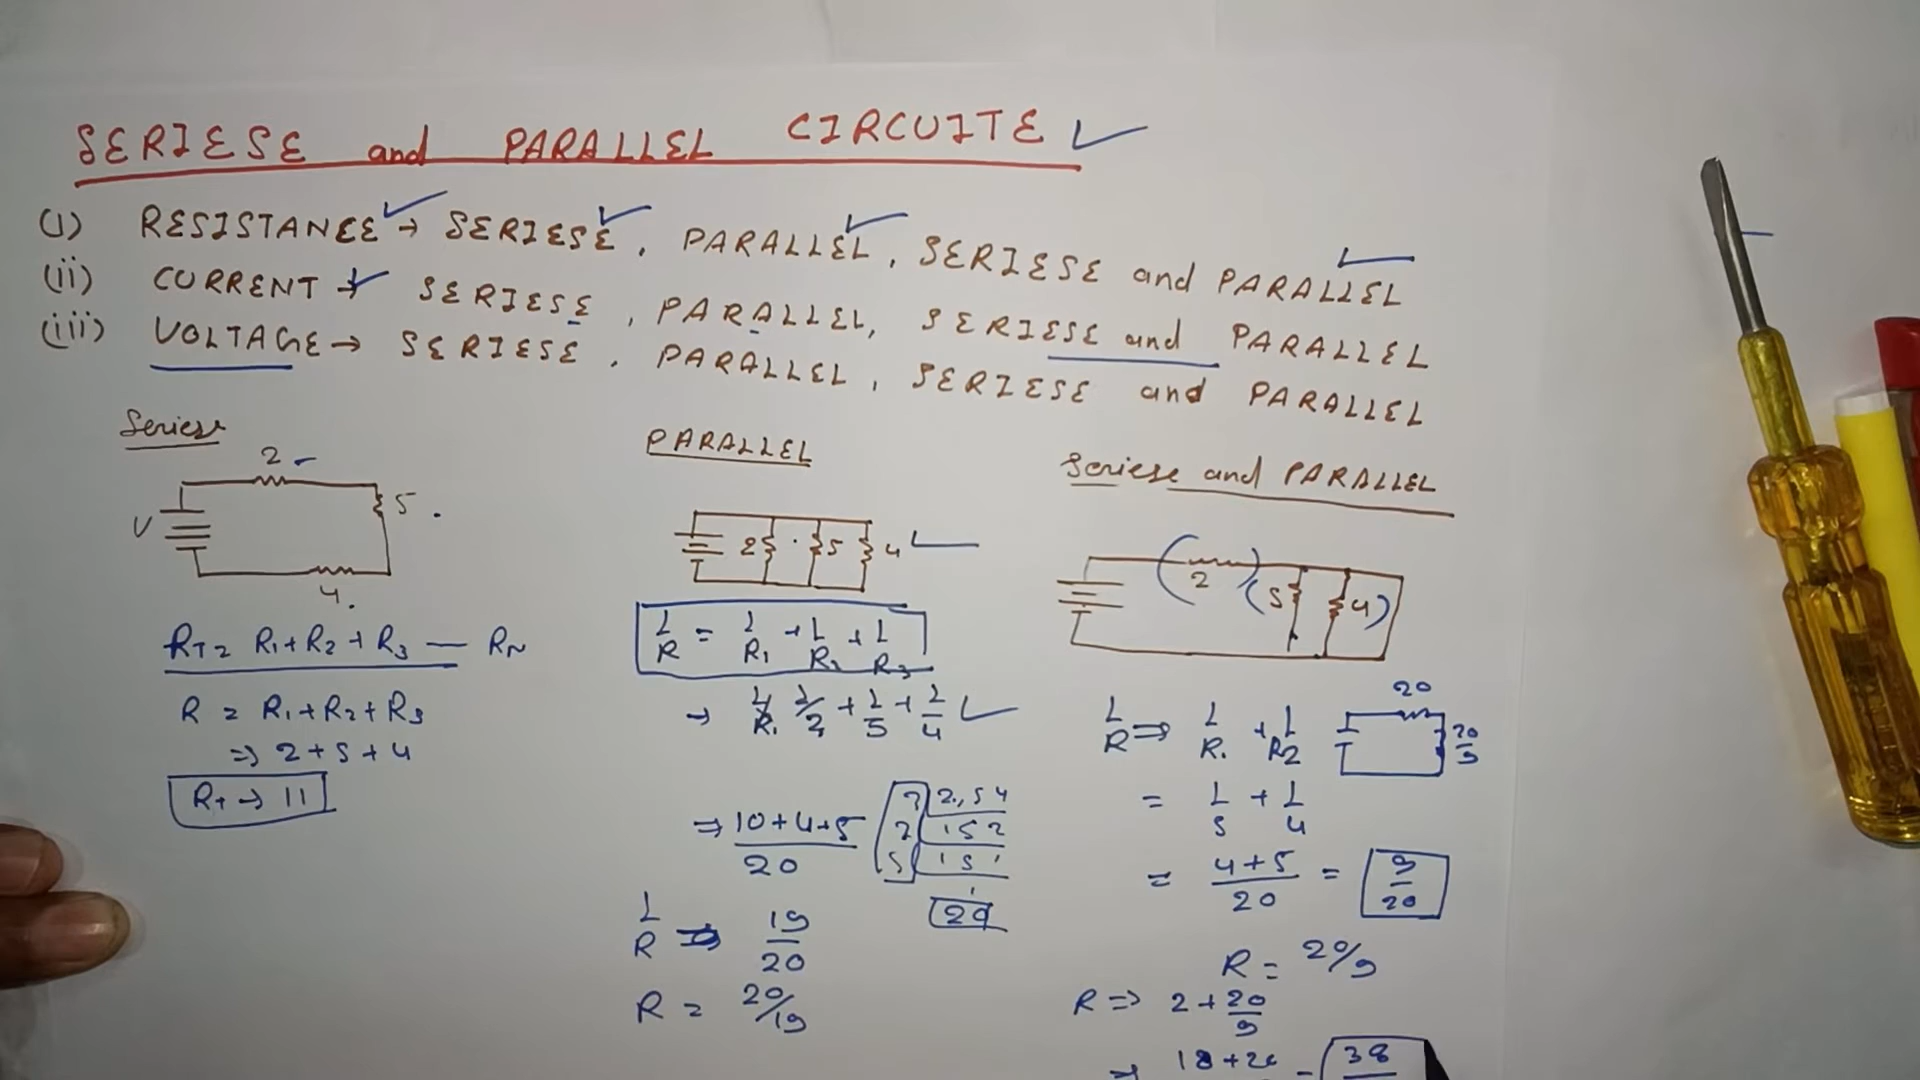 SERIESE and PARALLEL CIRCUITE ✓
(i) RESISTANCE → SERIESE, PARALLEL, SERIESE and PARALLEL
(ii) CURRENT → SERIESE, PARALLEL, SERIESE and PARALLEL
(iii) VOLTAGE → SERIESE, PARALLEL, SERIESE and PARALLEL
Seriese
2
5
V
4
RT = R1 + R2 + R3 — RN
R = R1 + R2 + R3
⇒ 2 + 5 + 4
RT → 11
PARALLEL
2 5 4
1/R = 1/R1 + 1/R2 + 1/R3
→ 1/2 + 1/5 + 1/4
⇒ 10+4+5/20
2 | 2, 5 4
2 | 1 5 2
5 | 1 5 1
20
1/R ⇒ 19/20
R = 20/19
Seriese and PARALLEL
2 5 4
1/R ⇒ 1/R1 + 1/R2
20
20/9
= 1/5 + 1/4
= 4+5/20 = 9/20
R = 20/9
R ⇒ 2 + 20/9
⇒ 18+20 = 38